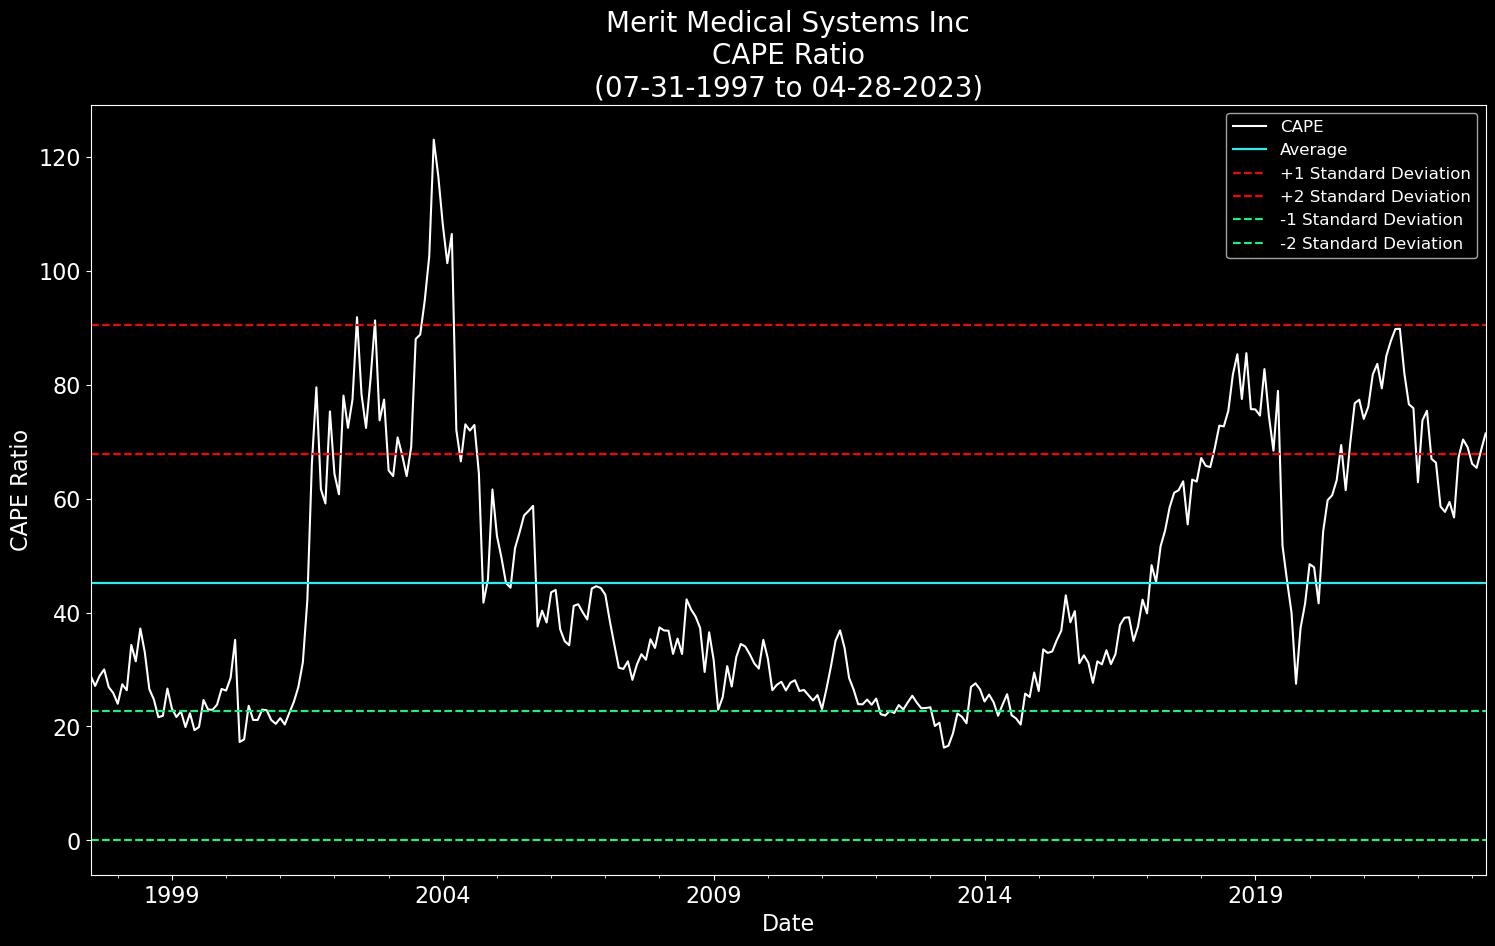 Merit Medical Systems Inc
CAPE Ratio
(07-31-1997 to 04-28-2023)
CAPE
Average
+1 Standard Deviation
+2 Standard Deviation
-1 Standard Deviation
-2 Standard Deviation
CAPE Ratio
120
100
80
60
40
20
0
1999
2004
2009
2014
2019
Date